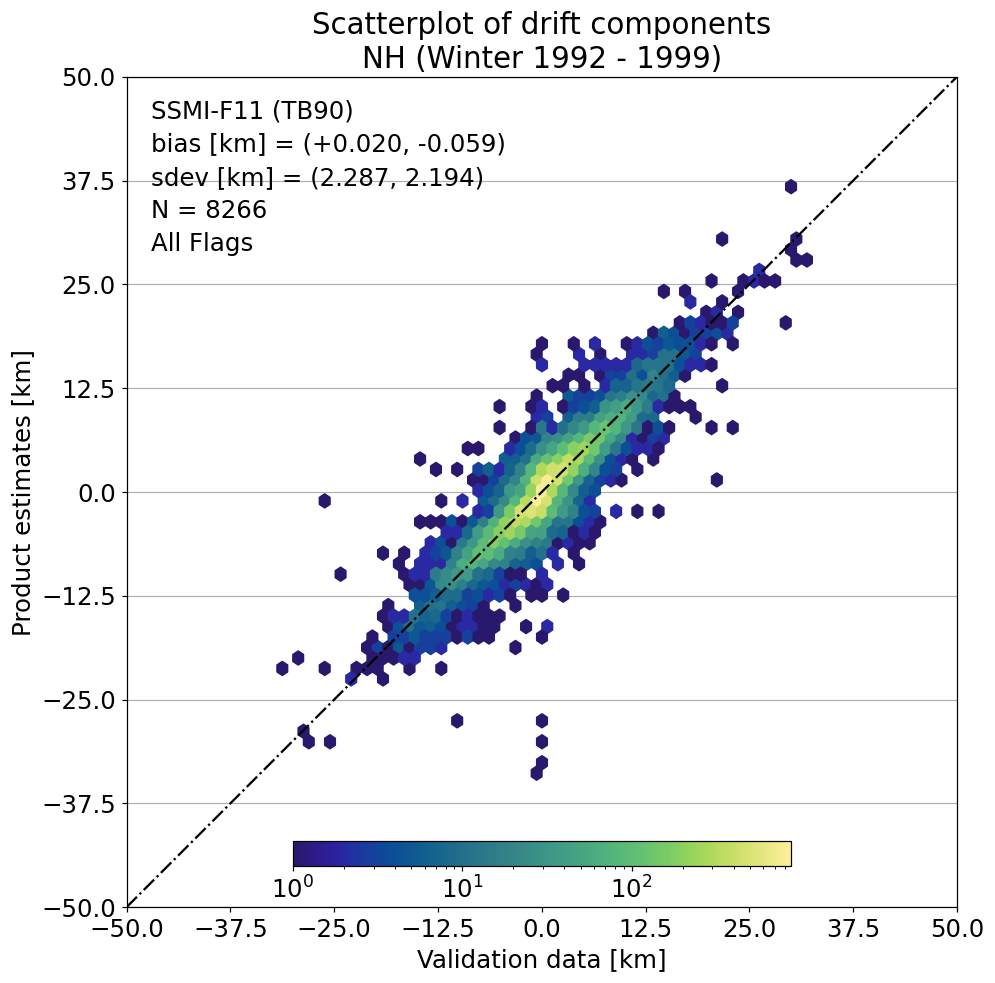 Scatterplot of drift components
NH (Winter 1992 - 1999)
SSMI-F11 (TB90)
bias [km] = (+0.020, -0.059)
sdev [km] = (2.287, 2.194)
N = 8266
All Flags
50.0
37.5
25.0
12.5
0.0
−12.5
−25.0
−37.5
−50.0
Product estimates [km]
10⁰ 10¹ 10²
−50.0 −37.5 −25.0 −12.5 0.0 12.5 25.0 37.5 50.0
Validation data [km]